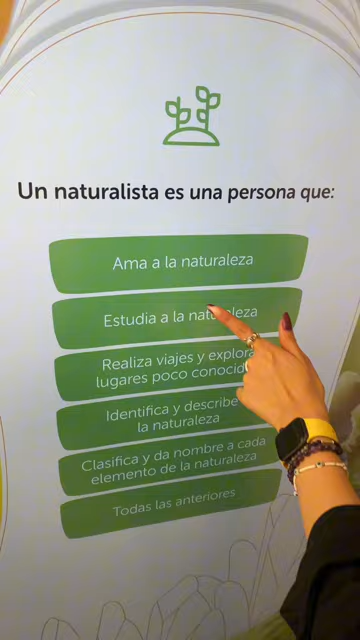 Un naturalista es una persona que:
Ama a la naturaleza
Estudia a la naturaleza
Realiza viajes y explora
lugares poco
Identifica y describe
la naturaleza
Clasifica y da nombre a cada
elemento de la naturaleza
Todas las anteriores